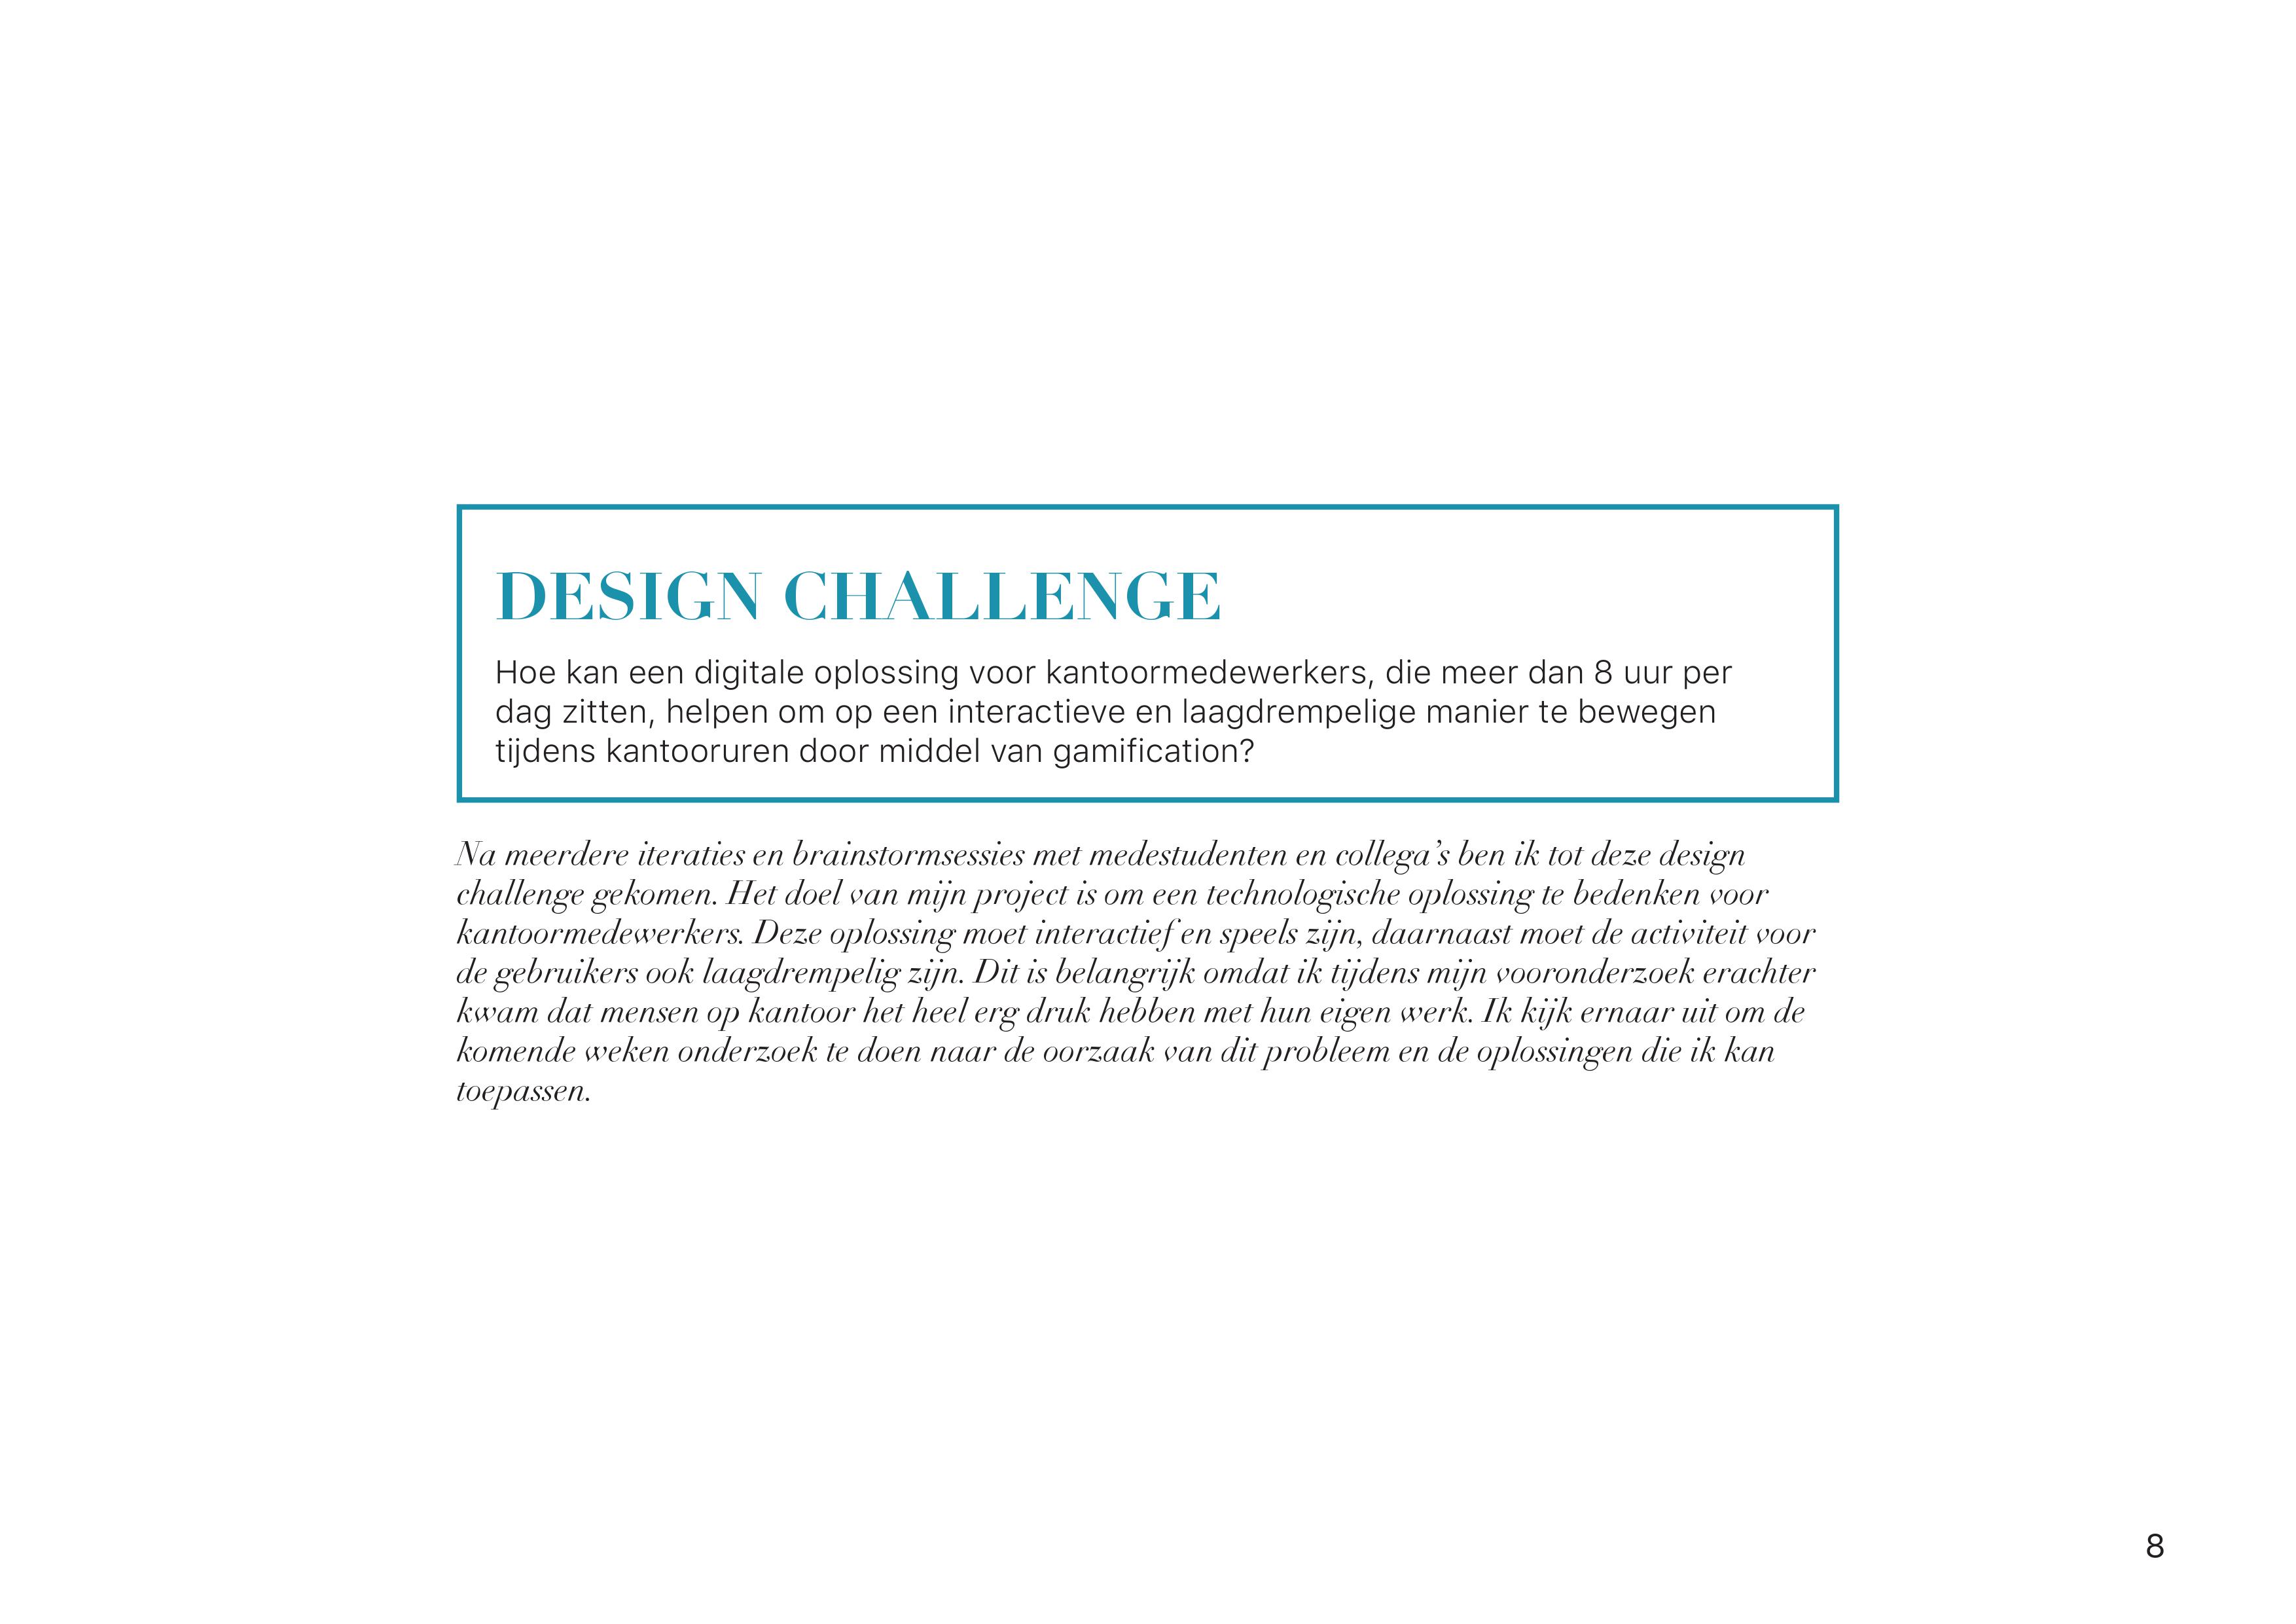 DESIGN CHALLENGE
Hoe kan een digitale oplossing voor kantoormedewerkers, die meer dan 8 uur per
dag zitten, helpen om op een interactieve en laagdrempelige manier te bewegen
tijdens kantooruren door middel van gamification?
Na meerdere iteraties en brainstormsessies met medestudenten en collega’s ben ik tot deze design
challenge gekomen. Het doel van mijn project is om een technologische oplossing te bedenken voor
kantoormedewerkers. Deze oplossing moet interactief en speels zijn, daarnaast moet de activiteit voor
de gebruikers ook laagdrempelig zijn. Dit is belangrijk omdat ik tijdens mijn vooronderzoek erachter
kwam dat mensen op kantoor het heel erg druk hebben met hun eigen werk. Ik kijk ernaar uit om de
komende weken onderzoek te doen naar de oorzaak van dit probleem en de oplossingen die ik kan
toepassen.
8